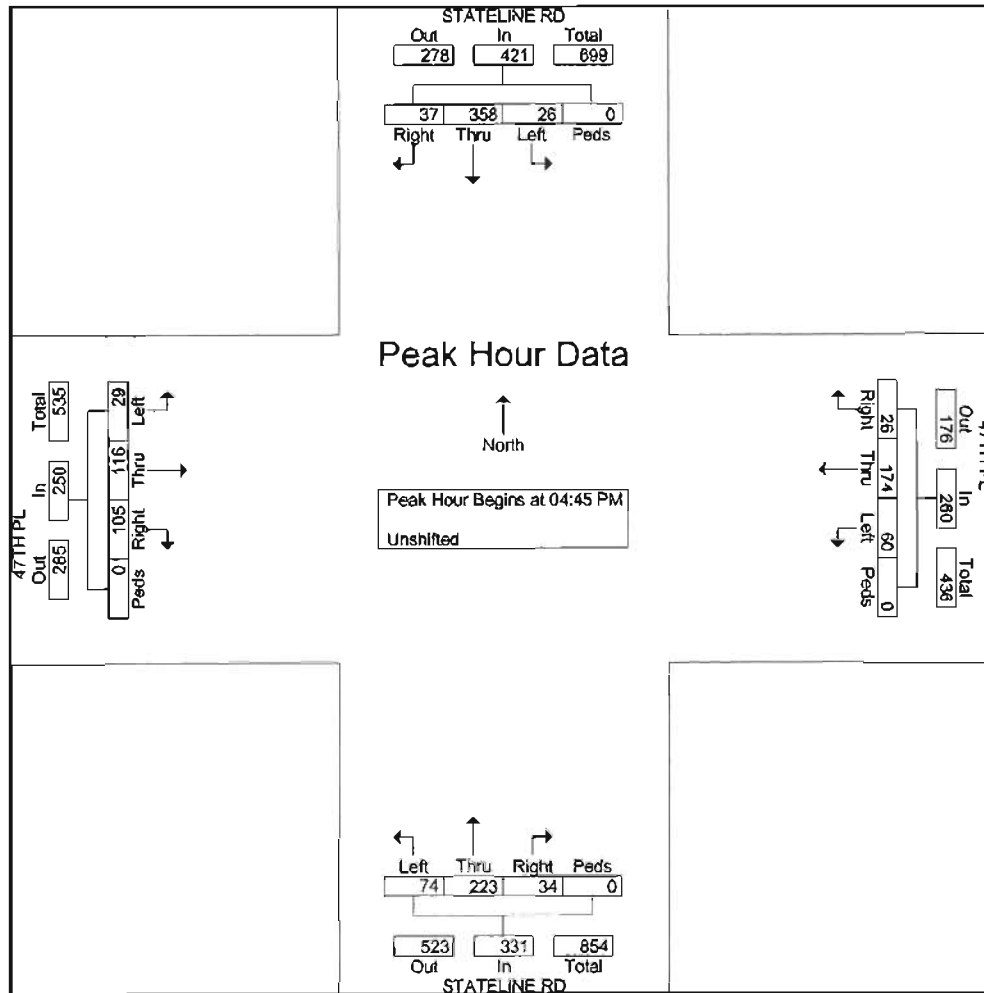 STATELINE RD
Out In Total
278 421 699
37 358 26 0
Right Thru Left Peds
Peak Hour Data
North
Peak Hour Begins at 04:45 PM
Unshifted
47TH PL
Out In Total
285 250 535
29 116 105 0
Left Thru Right Peds
47TH PL
Out In Total
176 260 436
26 174 60 0
Right Thru Left Peds
Left Thru Right Peds
74 223 34 0
523 331 854
Out In Total
STATELINE RD